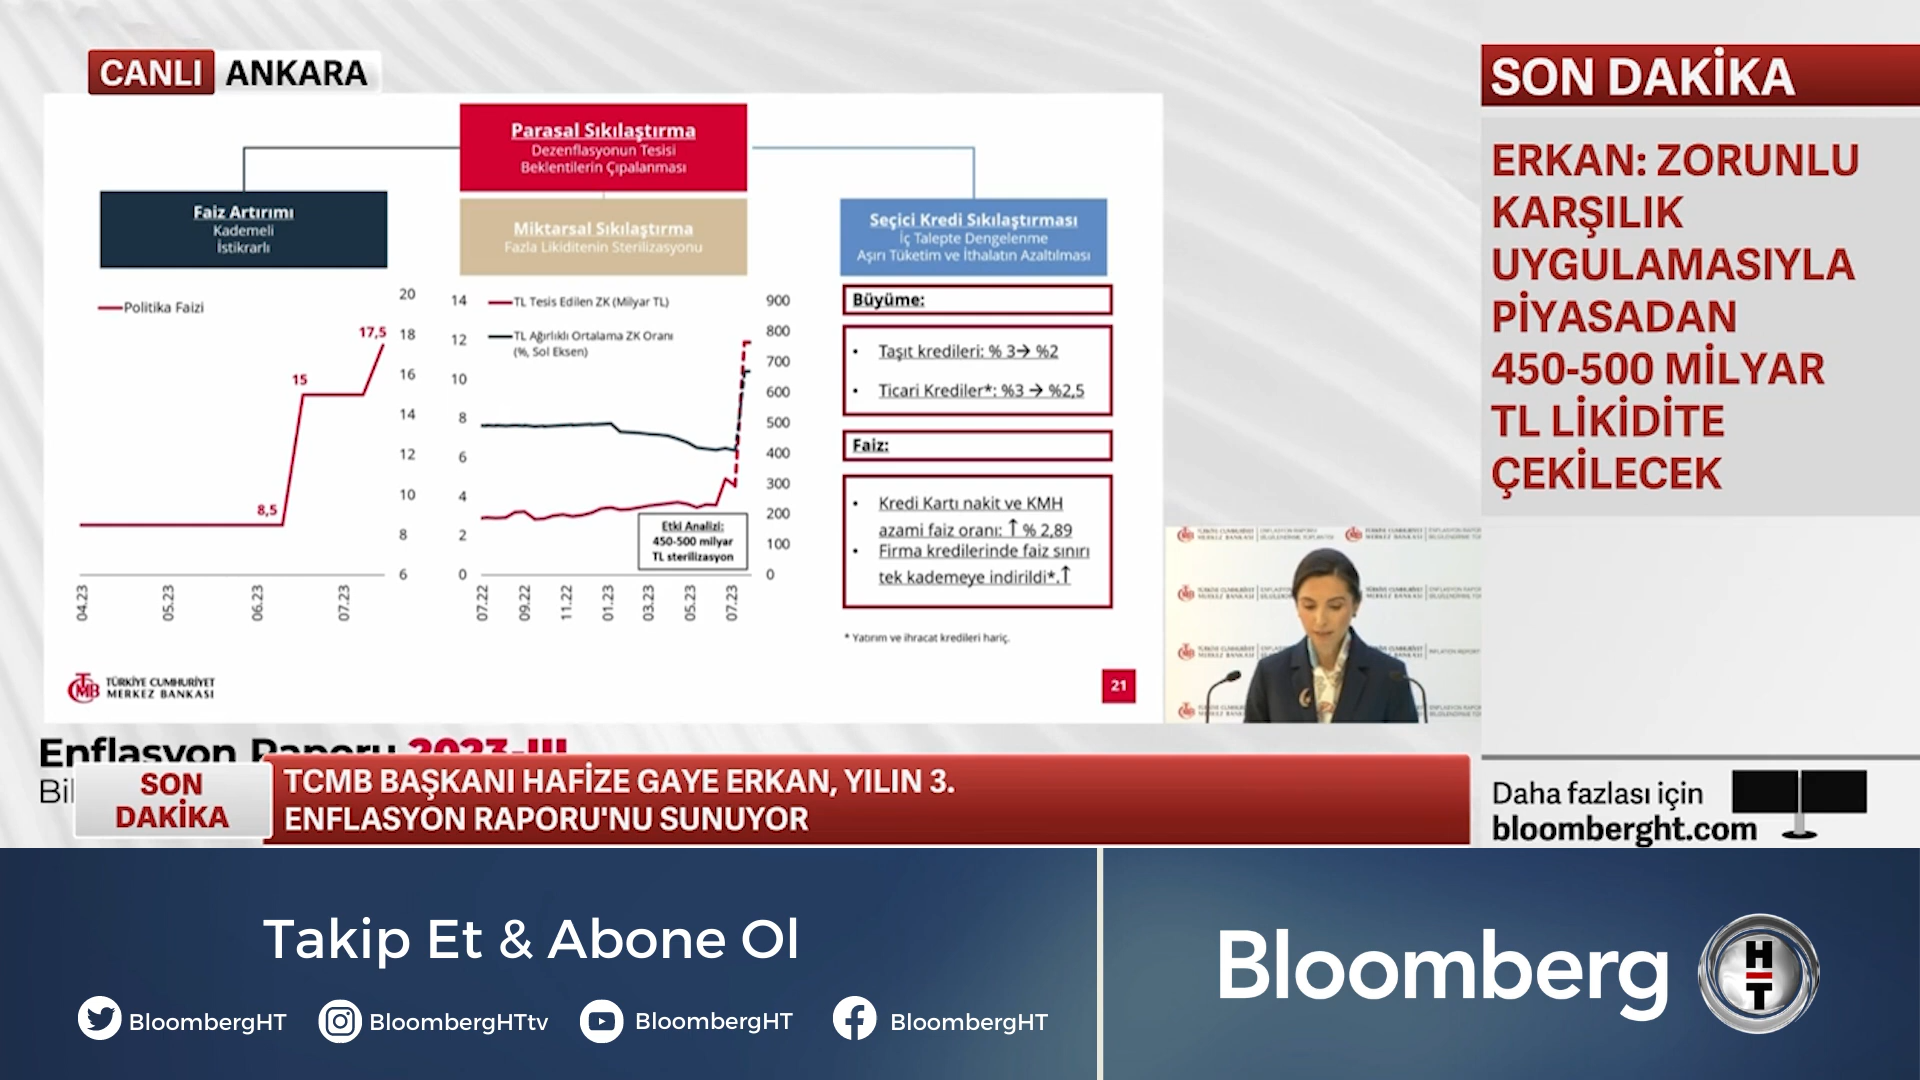 CANLI ANKARA
Parasal Sıkılaştırma
Dezenflasyonun Tesisi
Beklentilerin Çıpalanması
Faiz Artırımı
Kademeli
İstikrarlı
Miktarsal Sıkılaştırma
Fazla Likiditenin Sterilizasyonu
Seçici Kredi Sıkılaştırması
İç Talepte Dengelenme
Aşırı Tüketim ve İthalatın Azaltılması
Politika Faizi
20
18
16
14
12
10
8
6
17,5
15
8,5
04.23
05.23
06.23
07.23
14
12
10
8
6
4
2
0
TL Tesis Edilen ZK (Milyar TL)
TL Ağırlıklı Ortalama ZK Oranı
(%, Sol Eksen)
900
800
700
600
500
400
300
200
100
0
Etki Analizi:
450-500 milyar
TL sterilizasyon
07.22
09.22
11.22
01.23
03.23
05.23
07.23
Büyüme:
• Taşıt kredileri: % 3→ %2
• Ticari Krediler*: %3 → %2,5
Faiz:
• Kredi Kartı nakit ve KMH
azami faiz oranı: ↑ % 2,89
• Firma kredilerinde faiz sınırı
tek kademeye indirildi*.↑
* Yatırım ve ihracat kredileri hariç.
TCMB
TÜRKİYE CUMHURİYET
MERKEZ BANKASI
21
SON DAKİKA
ERKAN: ZORUNLU
KARŞILIK
UYGULAMASIYLA
PİYASADAN
450-500 MİLYAR
TL LİKİDİTE
ÇEKİLECEK
Enflasyon Raporu 2023-III
SON
DAKİKA
TCMB BAŞKANI HAFİZE GAYE ERKAN, YILIN 3.
ENFLASYON RAPORU'NU SUNUYOR
Daha fazlası için
bloomberght.com
Takip Et & Abone Ol
BloombergHT
BloombergHTtv
BloombergHT
BloombergHT
Bloomberg HT